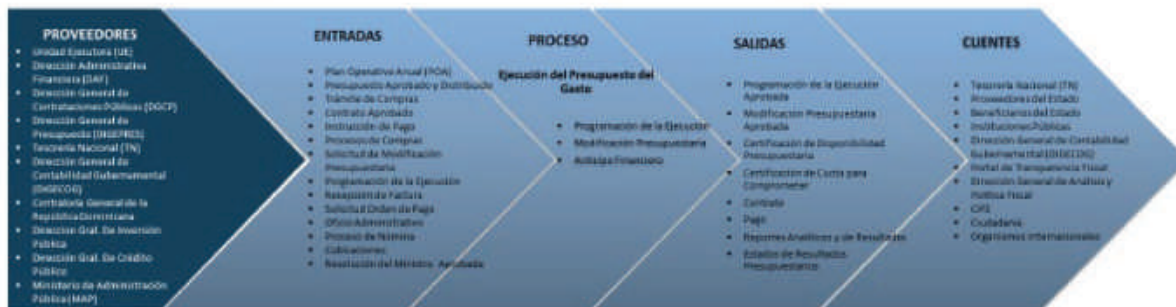 PROVEEDORES
Unidad Ejecutora (UE)
Dirección Administrativa
Financiera (DAF)
Dirección General de
Contrataciones Públicas (DGCP)
Dirección General de
Presupuesto (DIGEPRES)
Tesorería Nacional (TN)
Dirección General de
Contabilidad Gubernamental
(DIGECOG)
Contraloría General de la
República Dominicana
Direccion Gral. De Inversión
Pública
Dirección Gral. De Crédito
Público
Ministerio de Administración
Pública (MAP)
ENTRADAS
Plan Operativo Anual (POA)
Presupuesto Aprobado y Distribuido
Trámite de Compras
Contrato Aprobado
Instrucción de Pago
Procesos de Compras
Solicitud de Modificación
Presupuestaria
Programación de la Ejecución
Recepción de Factura
Solicitud Orden de Pago
Oficio Administrativo
Proceso de Nómina
Cubicaciones
Resolución del Ministro Aprobada
PROCESO
Ejecución del Presupuesto del
Gasto
Programación de la Ejecución
Modificación Presupuestaria
Anticipo Financiero
SALIDAS
Programación de la Ejecución
Aprobada
Modificación Presupuestaria
Aprobada
Certificación de Disponibilidad
Presupuestaria
Certificación de Cuota para
Comprometer
Contrato
Pago
Reportes Analíticos y de Resultados
Estados de Resultados
Presupuestarios
CLIENTES
Tesorería Nacional (TN)
Proveedores del Estado
Beneficiarios del Estado
Instituciones Públicas
Dirección General de Contabilidad
Gubernamental (DIGECOG)
Portal de Transparencia Fiscal
Dirección General de Análisis y
Política Fiscal
Ciudadanía
Organismos Internacionales